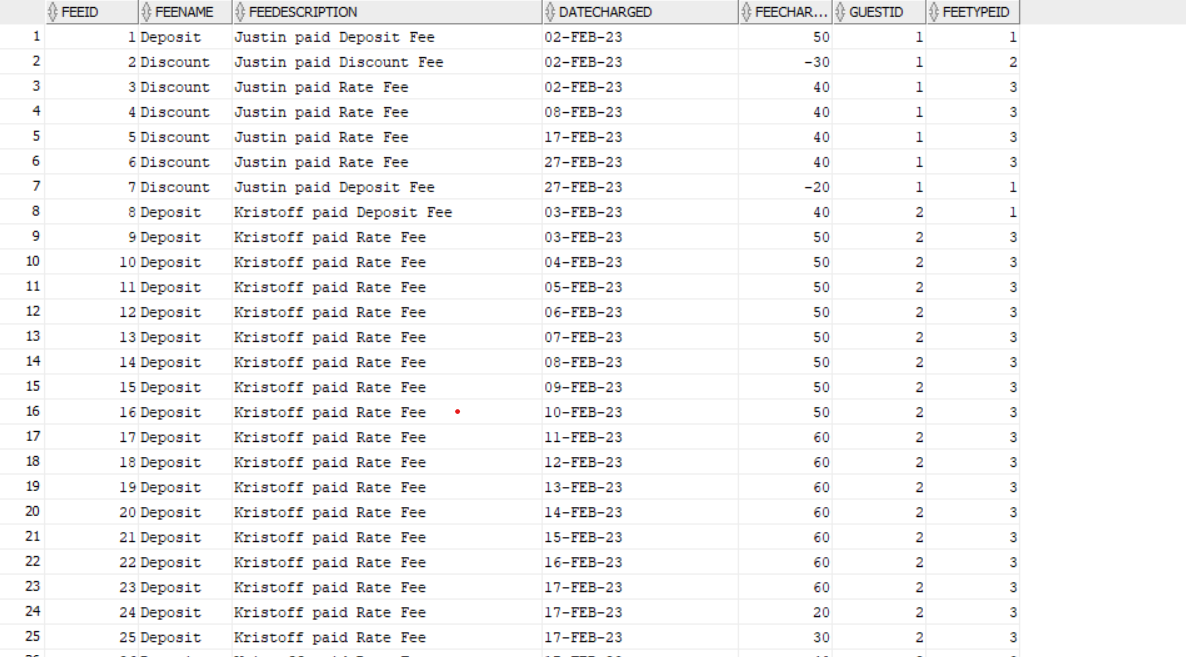 FEEID FEENAME FEEDESCRIPTION DATECHARGED FEECHAR... GUESTID FEETYPEID
1 1 Deposit Justin paid Deposit Fee 02-FEB-23 50 1 1
2 2 Discount Justin paid Discount Fee 02-FEB-23 -30 1 2
3 3 Discount Justin paid Rate Fee 02-FEB-23 40 1 3
4 4 Discount Justin paid Rate Fee 08-FEB-23 40 1 3
5 5 Discount Justin paid Rate Fee 17-FEB-23 40 1 3
6 6 Discount Justin paid Rate Fee 27-FEB-23 40 1 3
7 7 Discount Justin paid Deposit Fee 27-FEB-23 -20 1 1
8 8 Deposit Kristoff paid Deposit Fee 03-FEB-23 40 2 1
9 9 Deposit Kristoff paid Rate Fee 03-FEB-23 50 2 3
10 10 Deposit Kristoff paid Rate Fee 04-FEB-23 50 2 3
11 11 Deposit Kristoff paid Rate Fee 05-FEB-23 50 2 3
12 12 Deposit Kristoff paid Rate Fee 06-FEB-23 50 2 3
13 13 Deposit Kristoff paid Rate Fee 07-FEB-23 50 2 3
14 14 Deposit Kristoff paid Rate Fee 08-FEB-23 50 2 3
15 15 Deposit Kristoff paid Rate Fee 09-FEB-23 50 2 3
16 16 Deposit Kristoff paid Rate Fee 10-FEB-23 50 2 3
17 17 Deposit Kristoff paid Rate Fee 11-FEB-23 60 2 3
18 18 Deposit Kristoff paid Rate Fee 12-FEB-23 60 2 3
19 19 Deposit Kristoff paid Rate Fee 13-FEB-23 60 2 3
20 20 Deposit Kristoff paid Rate Fee 14-FEB-23 60 2 3
21 21 Deposit Kristoff paid Rate Fee 15-FEB-23 60 2 3
22 22 Deposit Kristoff paid Rate Fee 16-FEB-23 60 2 3
23 23 Deposit Kristoff paid Rate Fee 17-FEB-23 60 2 3
24 24 Deposit Kristoff paid Rate Fee 17-FEB-23 20 2 3
25 25 Deposit Kristoff paid Rate Fee 17-FEB-23 30 2 3